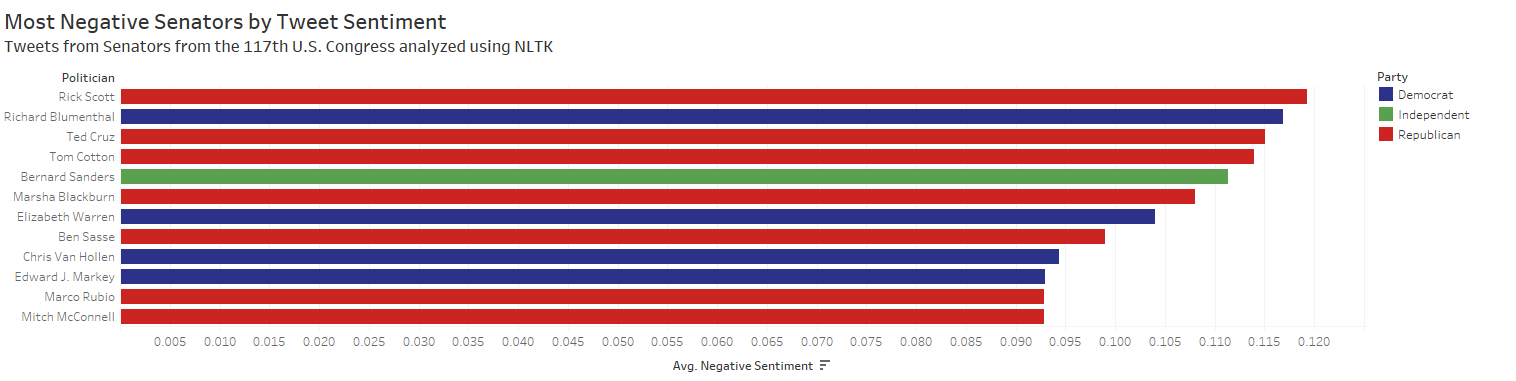 Most Negative Senators by Tweet Sentiment
Tweets from Senators from the 117th U.S. Congress analyzed using NLTK
Politician
Rick Scott
Richard Blumenthal
Ted Cruz
Tom Cotton
Bernard Sanders
Marsha Blackburn
Elizabeth Warren
Ben Sasse
Chris Van Hollen
Edward J. Markey
Marco Rubio
Mitch McConnell
0.005 0.010 0.015 0.020 0.025 0.030 0.035 0.040 0.045 0.050 0.055 0.060 0.065 0.070 0.075 0.080 0.085 0.090 0.095 0.100 0.105 0.110 0.115 0.120
Avg. Negative Sentiment
Party
Democrat
Independent
Republican